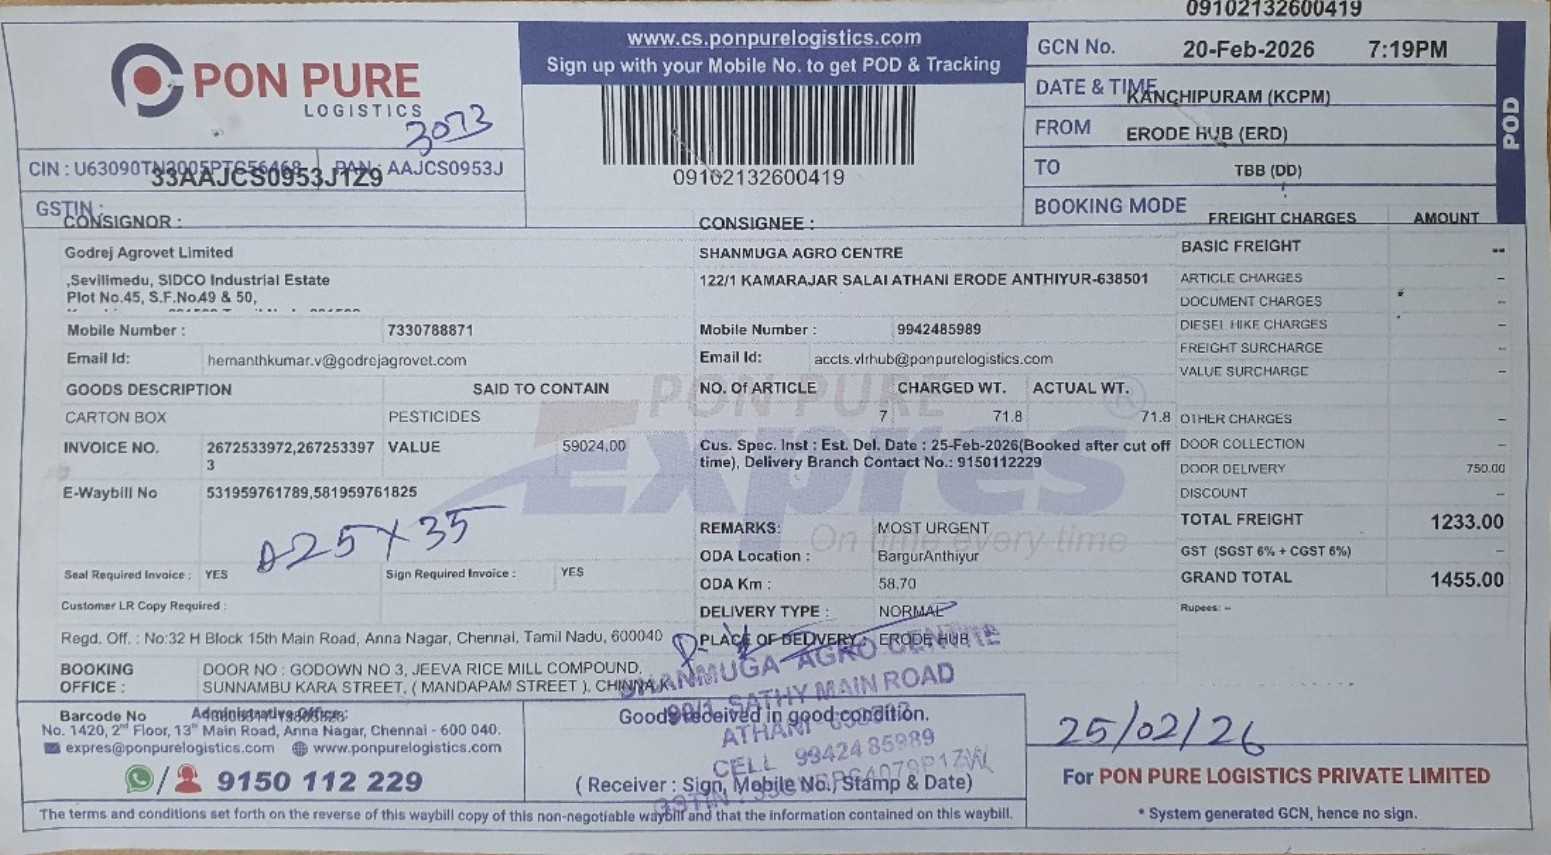 09102132600419
www.cs.ponpurelogistics.com
Sign up with your Mobile No. to get POD & Tracking
PON PURE
LOGISTICS
3073
09102132600419
GCN No.
20-Feb-2026 7:19PM
DATE & TIME
KANCHIPURAM (KCPM)
FROM
ERODE HUB (ERD)
TO
TBB (DD)
BOOKING MODE
POD
CIN : PAN : AAJCS0953J
33AAJCS0953J1Z9
GSTIN :
CONSIGNOR :
Godrej Agrovet Limited
,Sevilimedu, SIDCO Industrial Estate
Plot No.45, S.F.No.49 & 50,
Mobile Number : 7330788871
Email Id: hemanthkumar.v@godrejagrovet.com
CONSIGNEE :
SHANMUGA AGRO CENTRE
122/1 KAMARAJAR SALAI ATHANI ERODE ANTHIYUR-638501
Mobile Number : 9942485989
Email Id: accts.vlrhub@ponpurelogistics.com
GOODS DESCRIPTION SAID TO CONTAIN NO. Of ARTICLE CHARGED WT. ACTUAL WT.
CARTON BOX PESTICIDES 7 71.8 71.8
INVOICE NO. 2672533972,267253397
3
VALUE 59024.00
E-Waybill No 531959761789,581959761825
D25X35
Seal Required Invoice : YES Sign Required Invoice : YES
Customer LR Copy Required :
Cus. Spec. Inst : Est. Del. Date : 25-Feb-2026(Booked after cut off
time), Delivery Branch Contact No.: 9150112229
PON PURE
Expres
On time every time
REMARKS: MOST URGENT
ODA Location : BargurAnthiyur
ODA Km : 58.70
DELIVERY TYPE : NORMAL
PLACE OF DELIVERY : ERODE HUB
FREIGHT CHARGES AMOUNT
BASIC FREIGHT --
ARTICLE CHARGES --
DOCUMENT CHARGES --
DIESEL HIKE CHARGES --
FREIGHT SURCHARGE --
VALUE SURCHARGE --
OTHER CHARGES --
DOOR COLLECTION --
DOOR DELIVERY 750.00
DISCOUNT --
TOTAL FREIGHT 1233.00
GST (SGST 6% + CGST 6%) --
GRAND TOTAL 1455.00
Rupees: --
Regd. Off. : No:32 H Block 15th Main Road, Anna Nagar, Chennai, Tamil Nadu, 600040
BOOKING
OFFICE :
DOOR NO : GODOWN NO 3, JEEVA RICE MILL COMPOUND,
SUNNAMBU KARA STREET, ( MANDAPAM STREET ),
Barcode No
Administrative Office:
No. 1420, 2nd Floor, 13th Main Road, Anna Nagar, Chennai - 600 040.
expres@ponpurelogistics.com www.ponpurelogistics.com
9150 112 229
SHANMUGA AGRO CENTRE
SATHY MAIN ROAD
ATHANI
CELL 99424 85989
GSTIN
Goods received in good condition.
(Receiver : Sign, Mobile No., Stamp & Date)
25/02/26
For PON PURE LOGISTICS PRIVATE LIMITED
* System generated GCN, hence no sign.
The terms and conditions set forth on the reverse of this waybill copy of this non-negotiable waybill and that the information contained on this waybill.